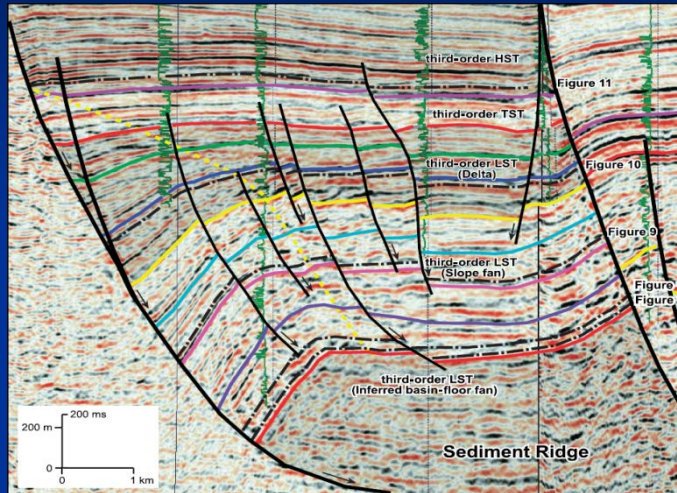 third-order HST
Figure 11
third-order TST
third-order LST
(Delta)
Figure 10
Figure 9
third-order LST
(Slope fan)
Figure
Figure
third-order LST
(Inferred basin-floor fan)
Sediment Ridge
200 ms
200 m
0
0
1 km